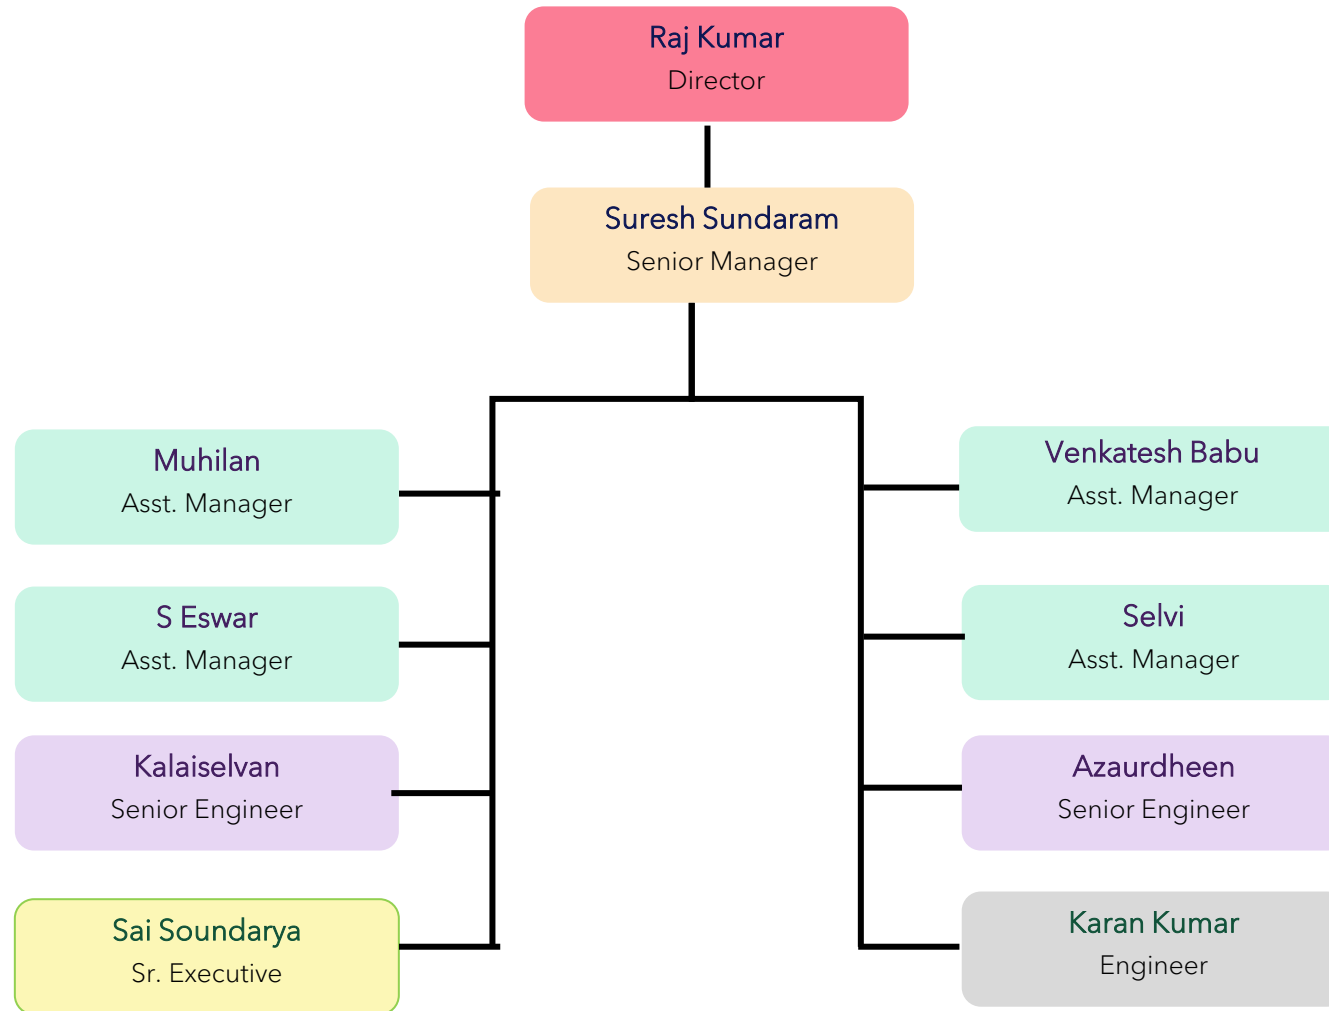 Raj Kumar
Director
Suresh Sundaram
Senior Manager
Muhilan
Asst. Manager
S Eswar
Asst. Manager
Kalaiselvan
Senior Engineer
Sai Soundarya
Sr. Executive
Venkatesh Babu
Asst. Manager
Selvi
Asst. Manager
Azaurdheen
Senior Engineer
Karan Kumar
Engineer